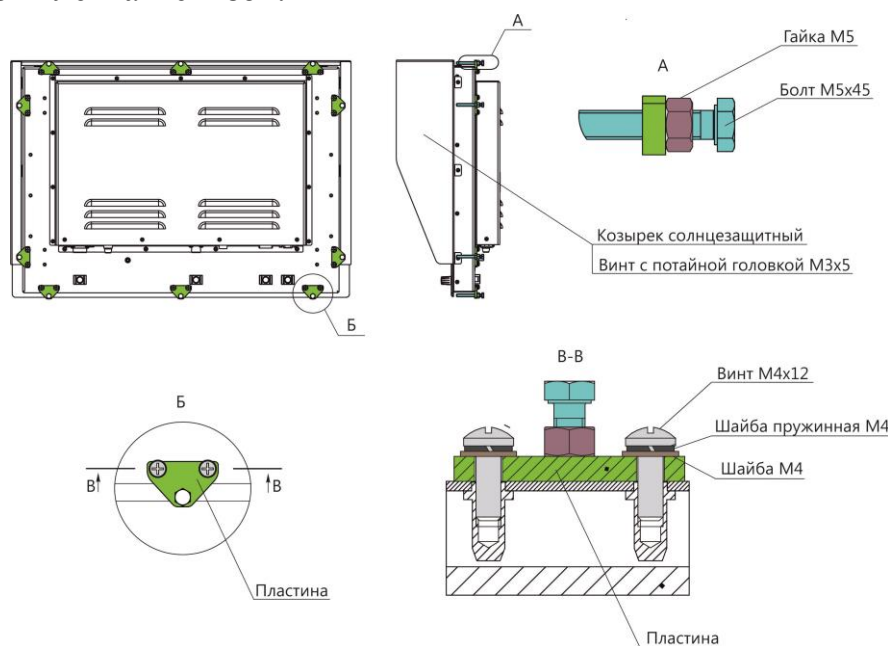 А
Гайка М5
А
Болт М5х45
Козырек солнцезащитный
Винт с потайной головкой М3х5
Б
В-В
Винт М4х12
Б
Шайба пружинная М4
Шайба М4
В
В
Пластина
Пластина